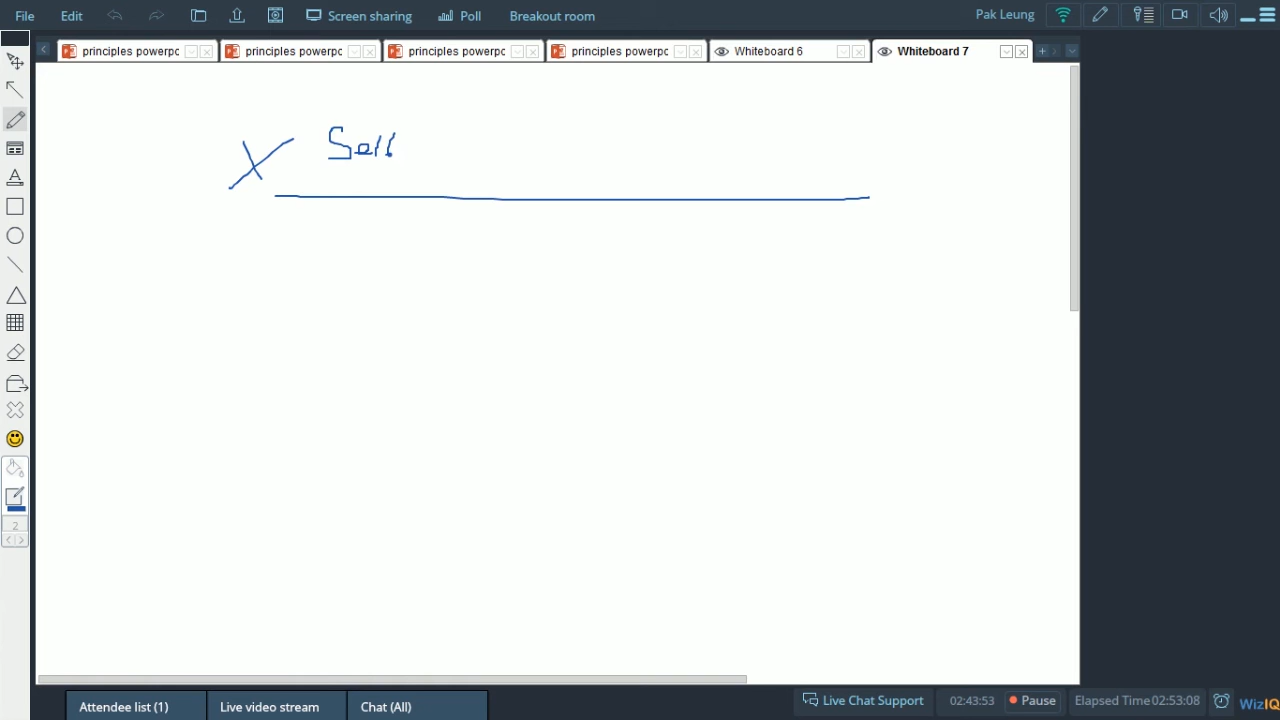 File Edit Screen sharing Poll Breakout room Pak Leung
principles powerpc principles powerpc principles powerpc principles powerpc Whiteboard 6 Whiteboard 7
X Sell
A
2
Attendee list (1) Live video stream Chat (All) Live Chat Support 02:43:53 Pause Elapsed Time 02:53:08 WizIQ